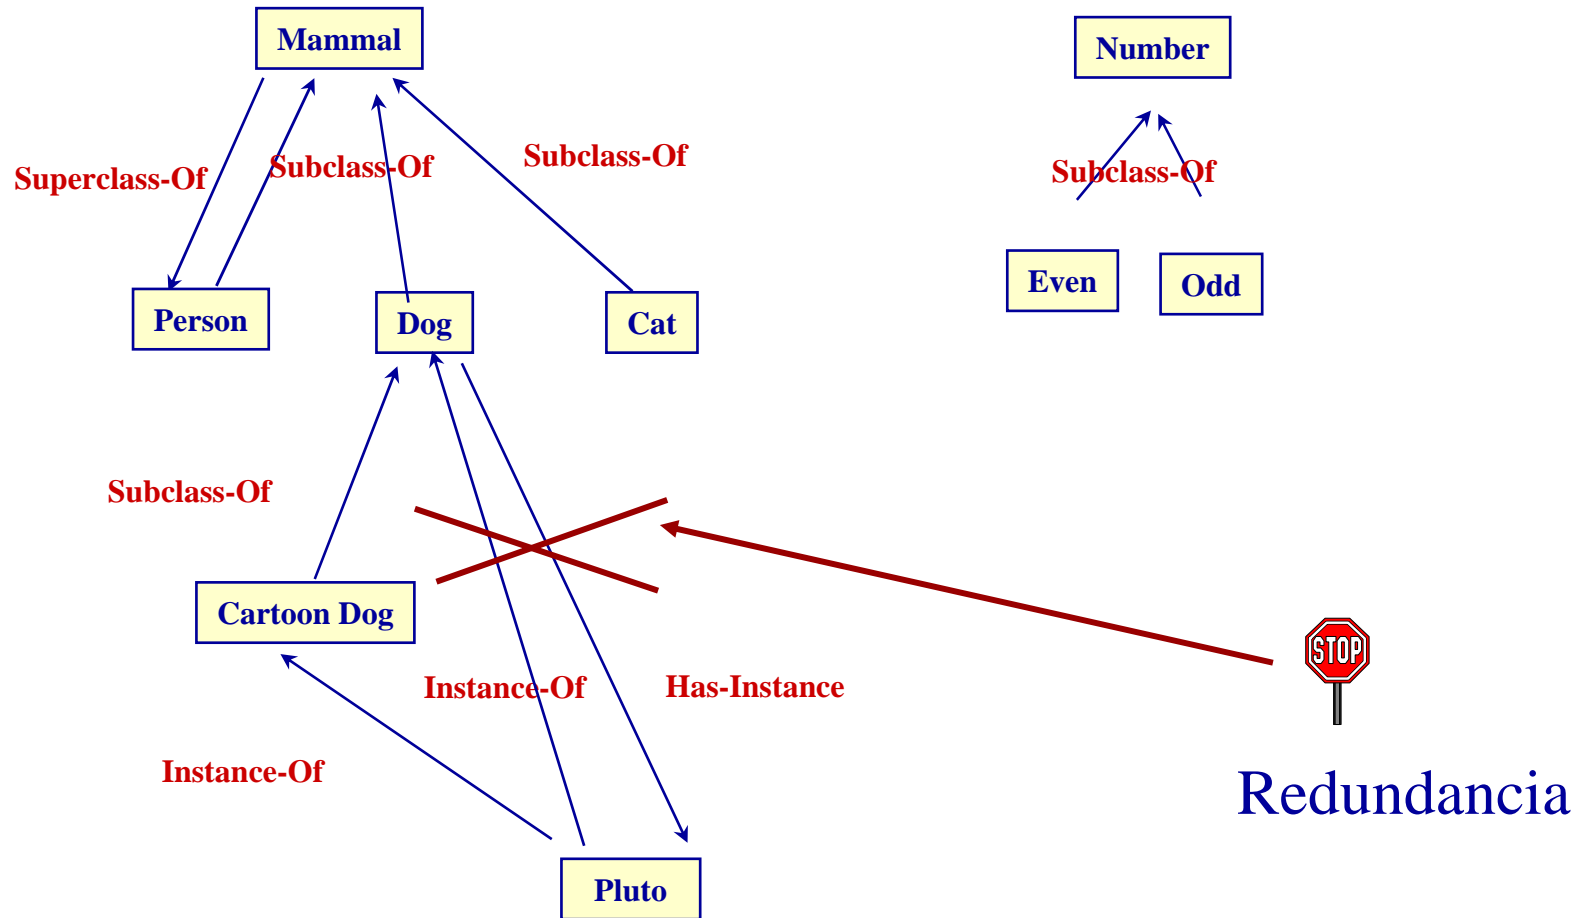 Mammal
Number
Superclass-Of
Subclass-Of
Subclass-Of
Subclass-Of
Person
Dog
Cat
Even
Odd
Subclass-Of
Cartoon Dog
Instance-Of
Has-Instance
Instance-Of
STOP
Redundancia
Pluto